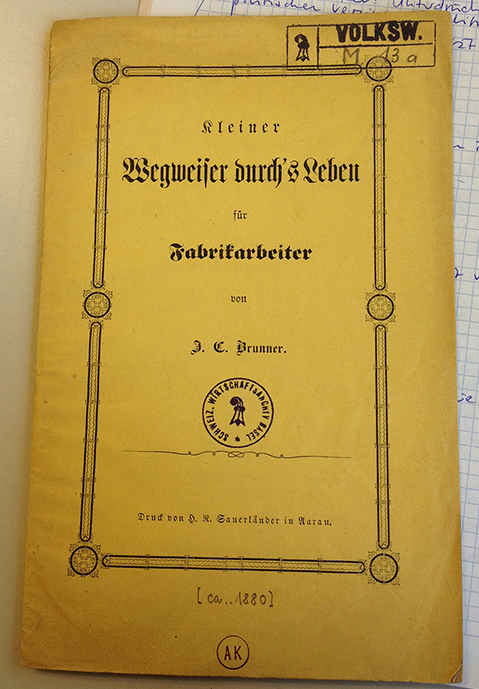 VOLKSW.
M 13 a
Kleiner
Wegweiser durch's Leben
für
Fabrikarbeiter
von
J. C. Brunner.
SCHWEIZ. WIRTSCHAFTSARCHIV BASEL
Druck von H. R. Sauerländer in Aarau.
[ca..1880]
AK